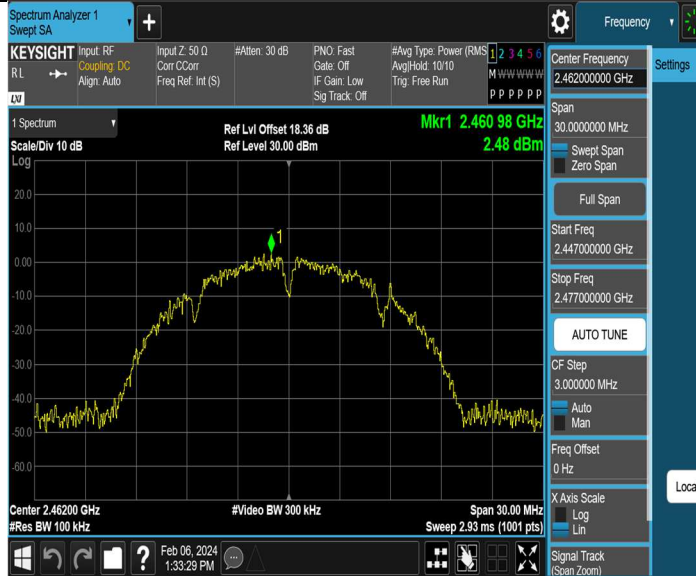 Spectrum Analyzer 1
Swept SA
Frequency
KEYSIGHT
RL
LXI
Input: RF
Coupling: DC
Align: Auto
Input Z: 50 Ω
Corr CCorr
Freq Ref: Int (S)
#Atten: 30 dB
PNO: Fast
Gate: Off
IF Gain: Low
Sig Track: Off
#Avg Type: Power (RMS
Avg|Hold: 10/10
Trig: Free Run
1 2 3 4 5 6
M W W W W W
P P P P P P
1 Spectrum
Scale/Div 10 dB
Log
Ref Lvl Offset 18.36 dB
Ref Level 30.00 dBm
Mkr1 2.460 98 GHz
2.48 dBm
20.0
10.0
0.00
-10.0
-20.0
-30.0
-40.0
-50.0
-60.0
1
Center 2.46200 GHz
#Res BW 100 kHz
#Video BW 300 kHz
Span 30.00 MHz
Sweep 2.93 ms (1001 pts)
Feb 06, 2024
1:33:29 PM
Center Frequency
2.462000000 GHz
Span
30.0000000 MHz
Swept Span
Zero Span
Full Span
Start Freq
2.447000000 GHz
Stop Freq
2.477000000 GHz
AUTO TUNE
CF Step
3.000000 MHz
Auto
Man
Freq Offset
0 Hz
X Axis Scale
Log
Lin
Signal Track
(Span Zoom)
Settings
Loca